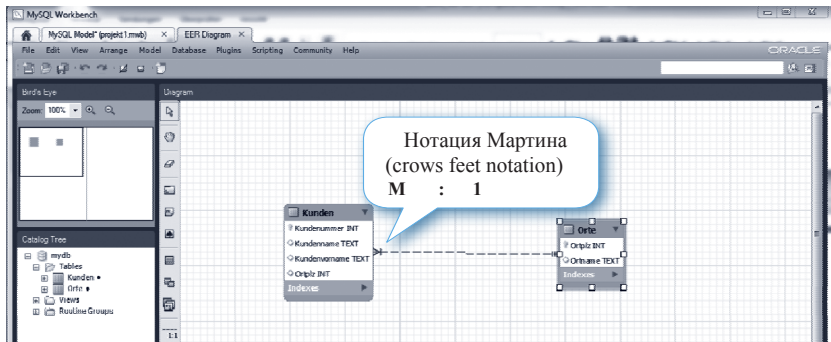 MySQL Workbench
MySQL Model* (projekt1.mwb) × EER Diagram ×
File Edit View Arrange Model Database Plugins Scripting Community Help
ORACLE
Bird's Eye
Diagram
Zoom: 100%
Нотация Мартина
(crows feet notation)
M : 1
Kunden
Kundenummer INT
Kundenname TEXT
Kundenvorname TEXT
Ortplz INT
Indexes
Orte
Ortplz INT
Ortname TEXT
Indexes
Catalog Tree
mydb
Tables
Kunden •
Orte •
Views
Routine Groups
1:1